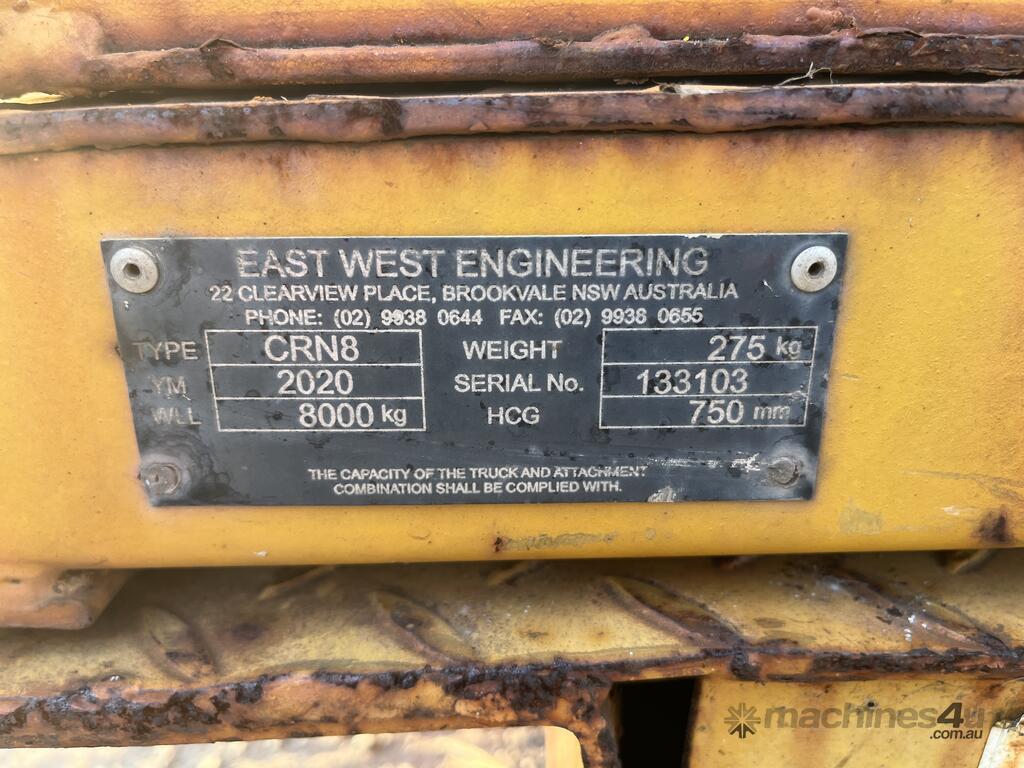 EAST WEST ENGINEERING
22 CLEARVIEW PLACE, BROOKVALE NSW AUSTRALIA
PHONE: (02) 9938 0644 FAX: (02) 9938 0655
TYPE CRN8 WEIGHT 275 kg
YM 2020 SERIAL No. 133103
WLL 8000 kg HCG 750 mm
THE CAPACITY OF THE TRUCK AND ATTACHMENT
COMBINATION SHALL BE COMPLIED WITH.
machines4u
.com.au